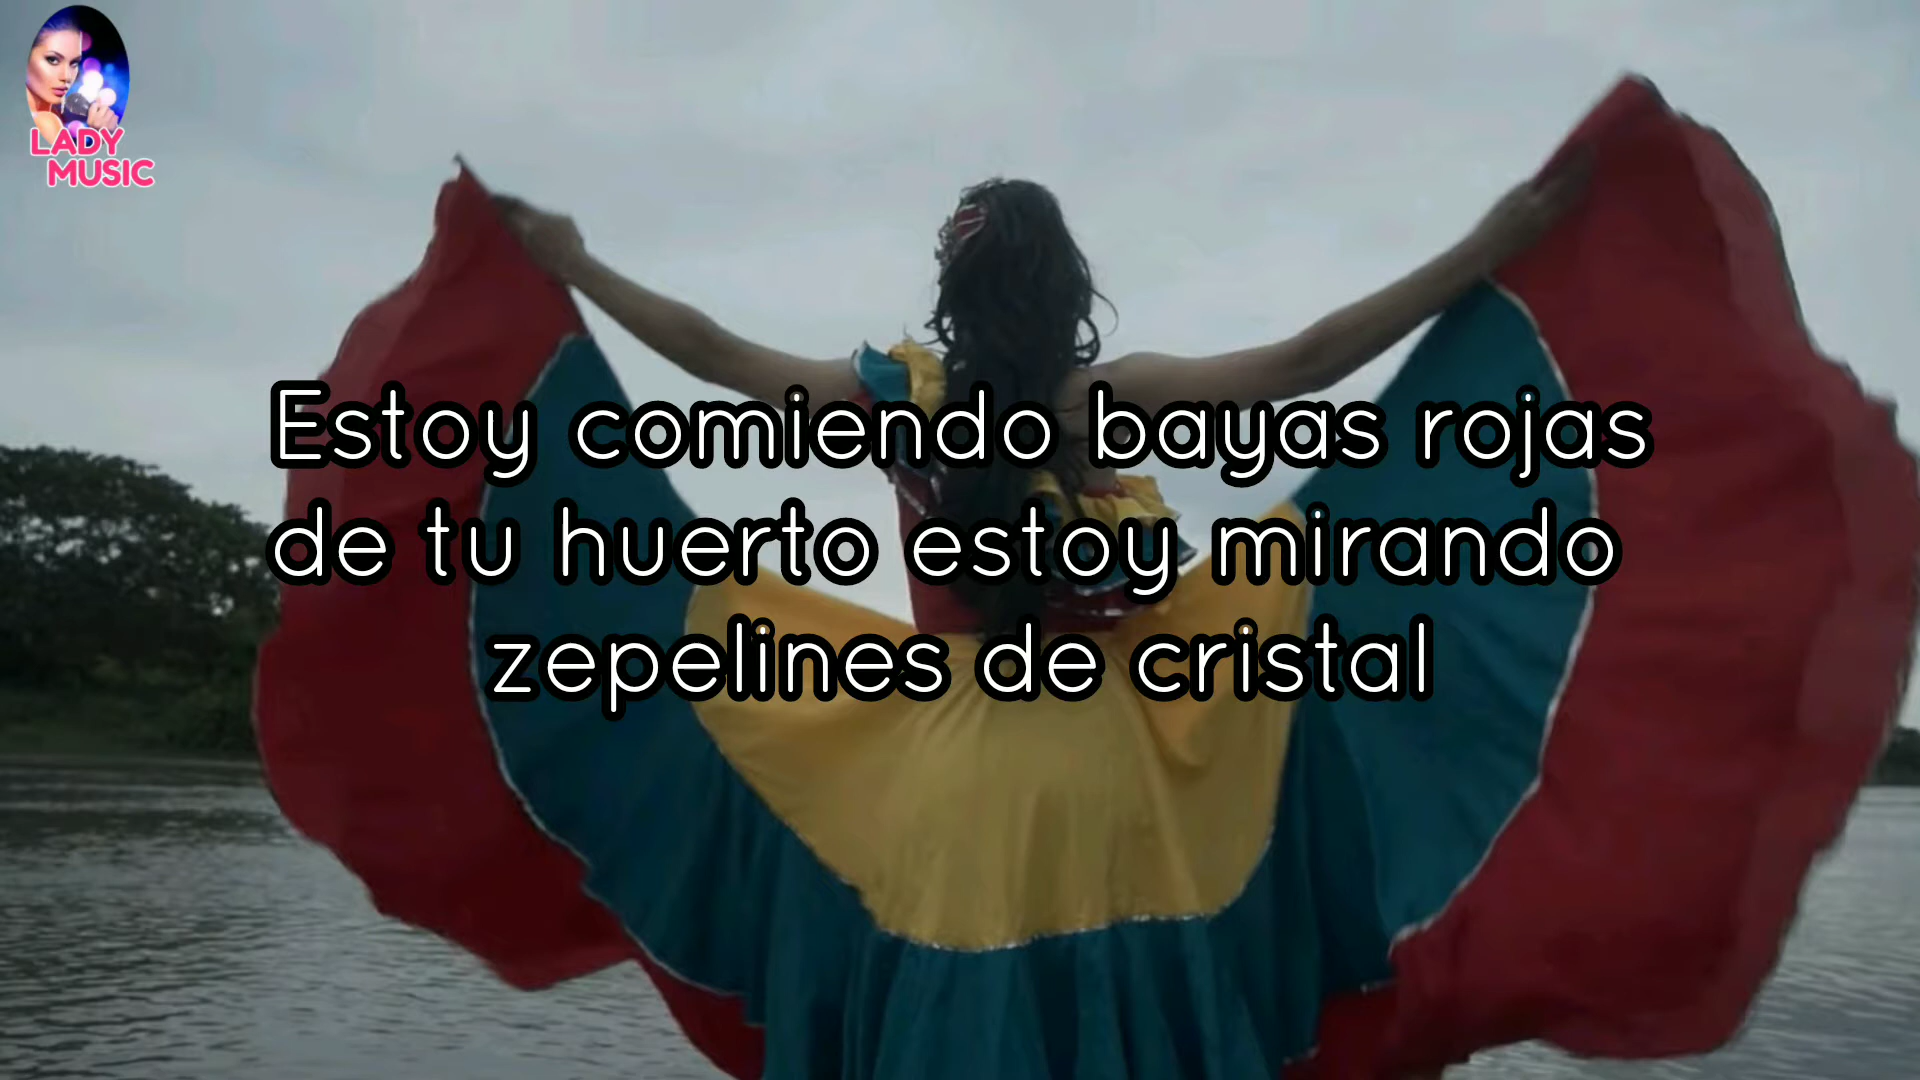 LADY
MUSIC
Estoy comiendo bayas rojas
de tu huerto estoy mirando
zepelines de cristal